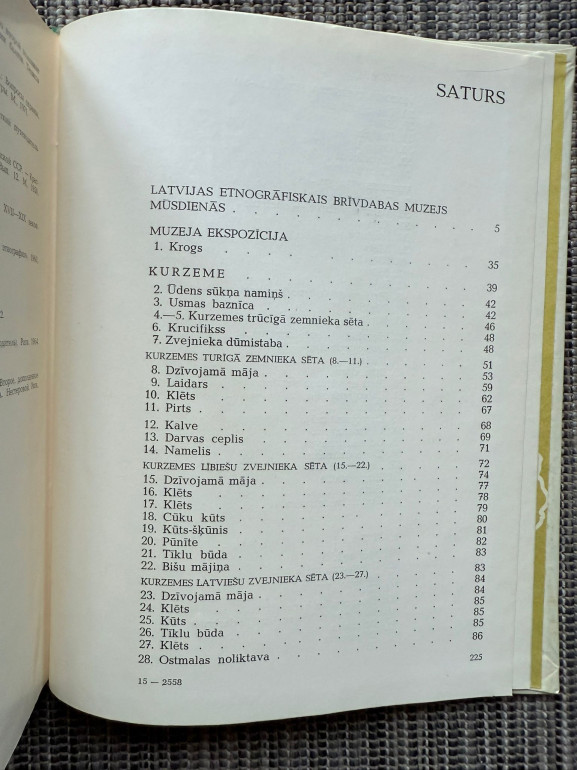 SATURS
LATVIJAS ETNOGRĀFISKAIS BRĪVDABAS MUZEJS
MŪSDIENĀS . . . . . . . . . . 5
MUZEJA EKSPOZĪCIJA
1. Krogs . . . . . . . . . . 35
KURZEME . . . . . . . . . . 39
2. Ūdens sūkņa namiņš . . . . . . . . 42
3. Usmas baznīca . . . . . . . . 42
4.—5. Kurzemes trūcīgā zemnieka sēta . . . . . 46
6. Krucifikss . . . . . . . . 48
7. Zvejnieka dūmistaba . . . . . . . 48
KURZEMES TURĪGĀ ZEMNIEKA SĒTA (8.—11.) . . . . . 51
8. Dzīvojamā māja . . . . . . . . 53
9. Laidars . . . . . . . . . 59
10. Klēts . . . . . . . . . 62
11. Pirts . . . . . . . . . . 67
12. Kalve . . . . . . . . . 68
13. Darvas ceplis . . . . . . . . 69
14. Namelis . . . . . . . . . 71
KURZEMES LĪBIEŠU ZVEJNIEKA SĒTA (15.—22.) . . . . . 72
15. Dzīvojamā māja . . . . . . . . 74
16. Klēts . . . . . . . . . 77
17. Klēts . . . . . . . . . 78
18. Cūku kūts . . . . . . . . 79
19. Kūts-šķūnis . . . . . . . . 80
20. Pūnīte . . . . . . . . . 81
21. Tīklu būda . . . . . . . . 82
22. Bišu mājiņa . . . . . . . . 83
KURZEMES LATVIEŠU ZVEJNIEKA SĒTA (23.—27.) . . . . . 83
23. Dzīvojamā māja . . . . . . . . 84
24. Klēts . . . . . . . . . 84
25. Kūts . . . . . . . . . 85
26. Tīklu būda . . . . . . . . 85
27. Klēts . . . . . . . . . 85
28. Ostmalas noliktava . . . . . . . 86
15 — 2558
225